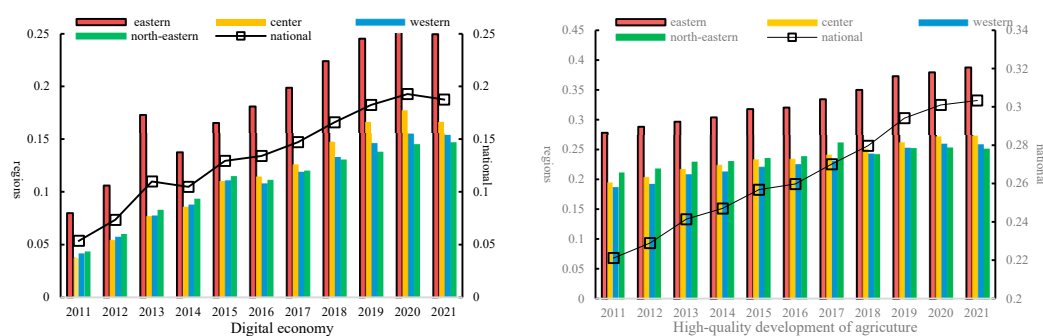 eastern center western
north-eastern national
0.25 0.25
0.2 0.2
0.15 0.15
0.1 0.1
0.05 0.05
0 0
regions
national
2011 2012 2013 2014 2015 2016 2017 2018 2019 2020 2021
Digital economy
eastern center western
north-eastern national
0.45 0.34
0.4 0.32
0.35 0.3
0.3 0.28
0.25 0.26
0.2 0.24
0.15 0.22
0.1 0.2
0.05
0
regions
national
2011 2012 2013 2014 2015 2016 2017 2018 2019 2020 2021
High-quality development of agricture